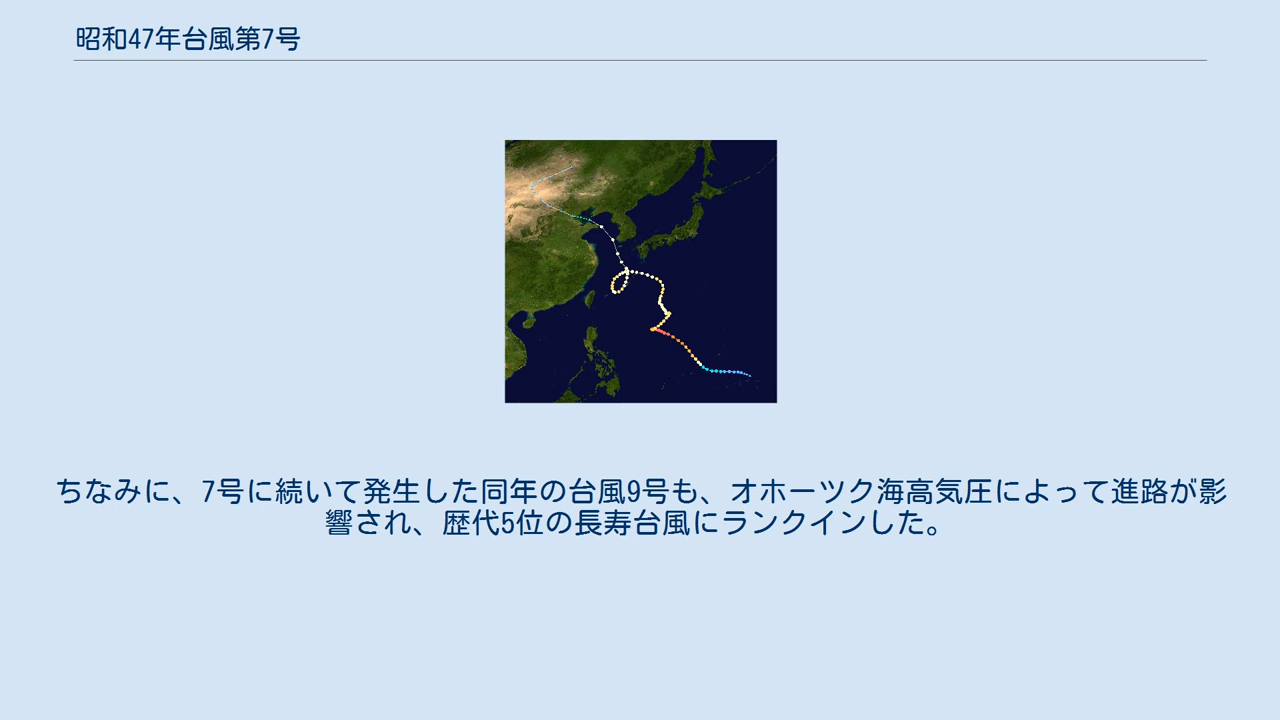 昭和47年台風第7号
ちなみに、7号に続いて発生した同年の台風9号も、オホーツク海高気圧によって進路が影
響され、歴代5位の長寿台風にランクインした。